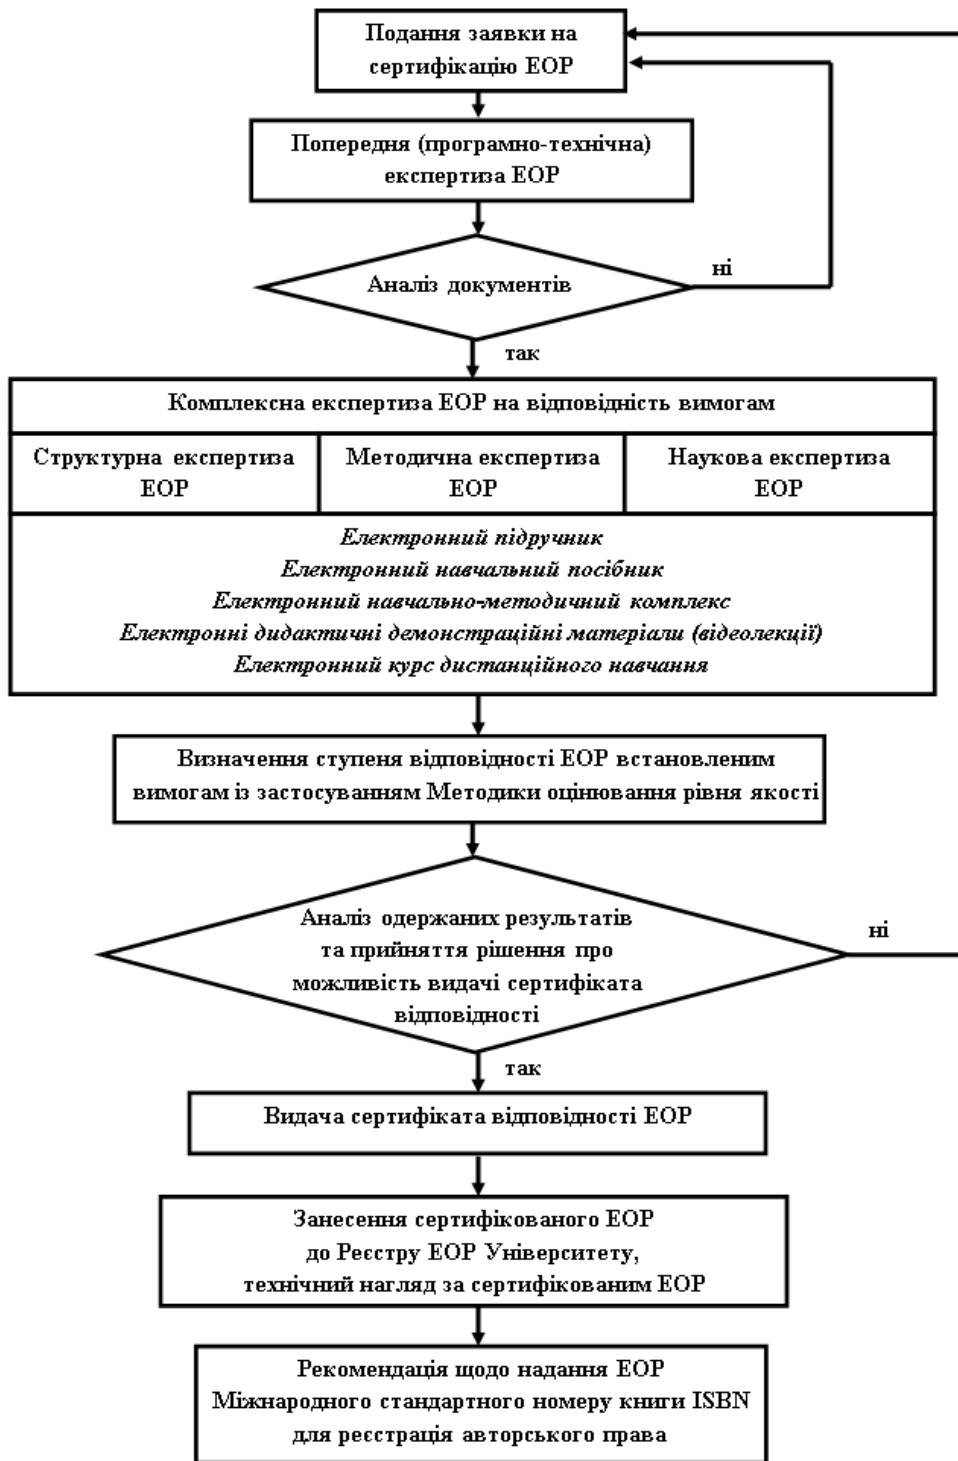 Подання заявки на
сертифікацію ЕОР
Попередня (програмно-технічна)
експертиза ЕОР
Аналіз документів
ні
так
Комплексна експертиза ЕОР на відповідність вимогам
Структурна експертиза
ЕОР
Методична експертиза
ЕОР
Наукова експертиза
ЕОР
Електронний підручник
Електронний навчальний посібник
Електронний навчально-методичний комплекс
Електронні дидактичні демонстраційні матеріали (відеолекції)
Електронний курс дистанційного навчання
Визначення ступеня відповідності ЕОР встановленим
вимогам із застосуванням Методики оцінювання рівня якості
Аналіз одержаних результатів
та прийняття рішення про
можливість видачі сертифіката
відповідності
ні
так
Видача сертифіката відповідності ЕОР
Занесення сертифікованого ЕОР
до Реєстру ЕОР Університету,
технічний нагляд за сертифікованим ЕОР
Рекомендація щодо надання ЕОР
Міжнародного стандартного номеру книги ISBN
для реєстрація авторського права